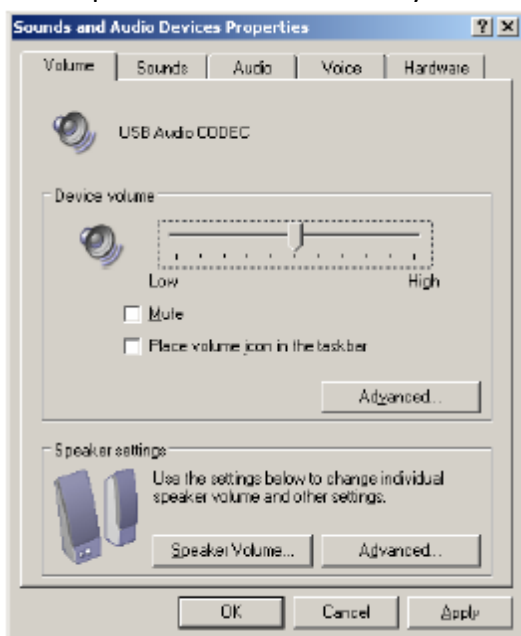 Sounds and Audio Devices Properties
Volume Sounds Audio Voice Hardware
USB Audio CODEC
Device volume
Low High
Mute
Place volume icon in the taskbar
Advanced...
Speaker settings
Use the settings below to change individual
speaker volume and other settings.
Speaker Volume... Advanced...
OK Cancel Apply